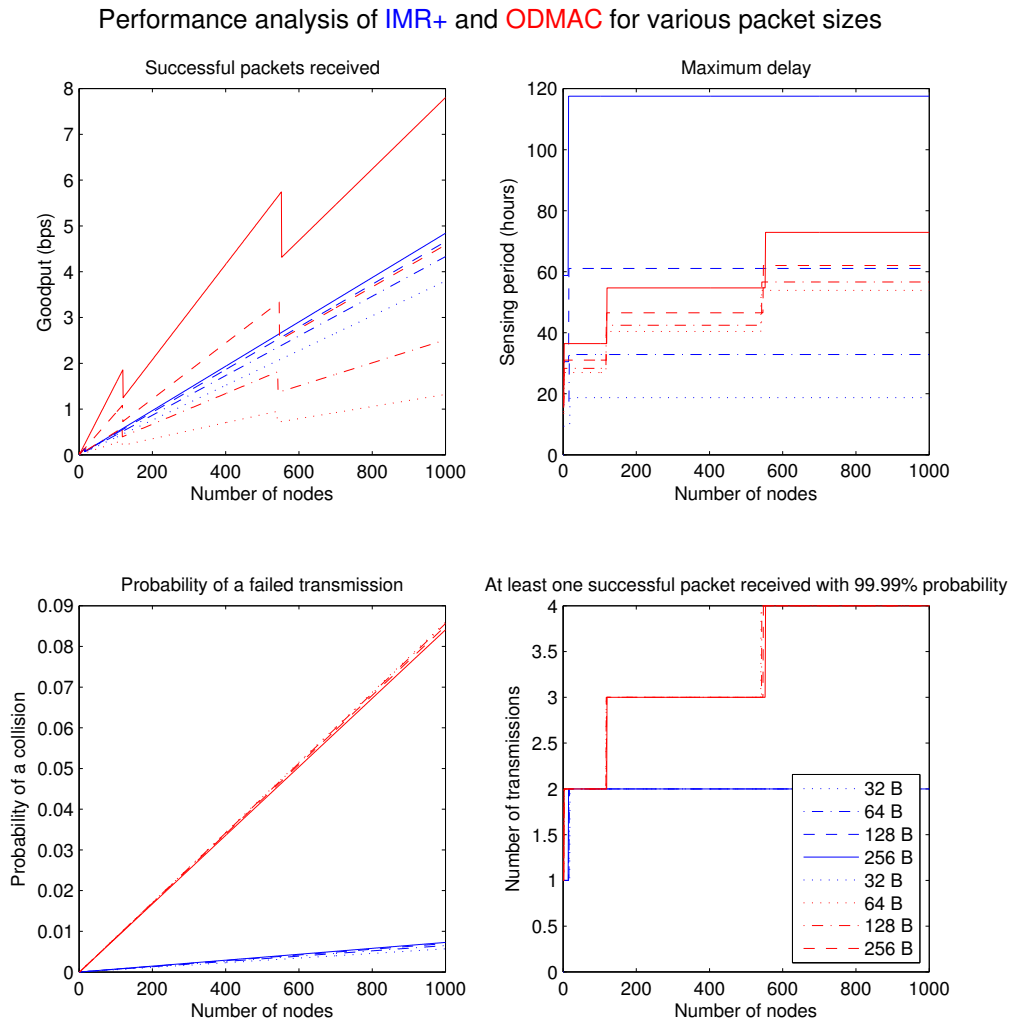 Performance analysis of IMR+ and ODMAC for various packet sizes
Successful packets received
8
7
6
5
4
3
2
1
0
Goodput (bps)
0 200 400 600 800 1000
Number of nodes
Maximum delay
120
100
80
60
40
20
0
Sensing period (hours)
0 200 400 600 800 1000
Number of nodes
Probability of a failed transmission
0.09
0.08
0.07
0.06
0.05
0.04
0.03
0.02
0.01
0
Probability of a collision
0 200 400 600 800 1000
Number of nodes
At least one successful packet received with 99.99% probability
4
3.5
3
2.5
2
1.5
1
0.5
0
Number of transmissions
0 200 400 600 800 1000
Number of nodes
32 B
64 B
128 B
256 B
32 B
64 B
128 B
256 B